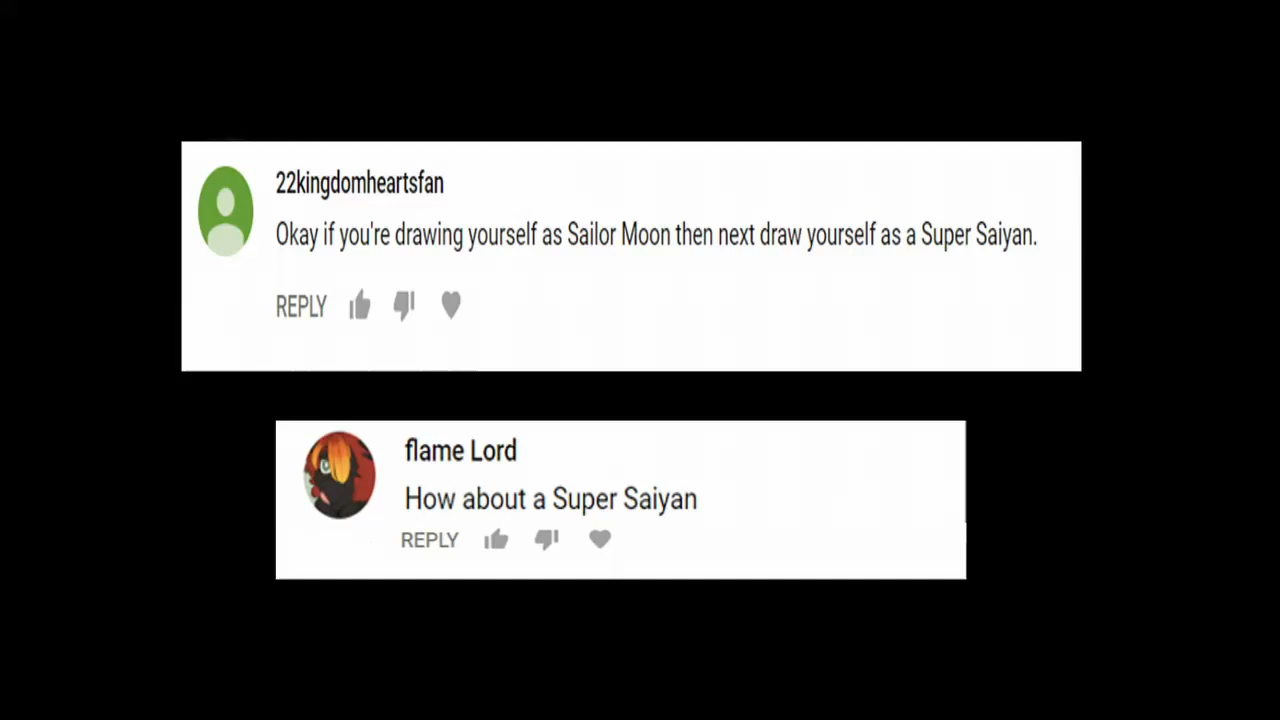 22kingdomheartsfan
Okay if you're drawing yourself as Sailor Moon then next draw yourself as a Super Saiyan.
REPLY
flame Lord
How about a Super Saiyan
REPLY